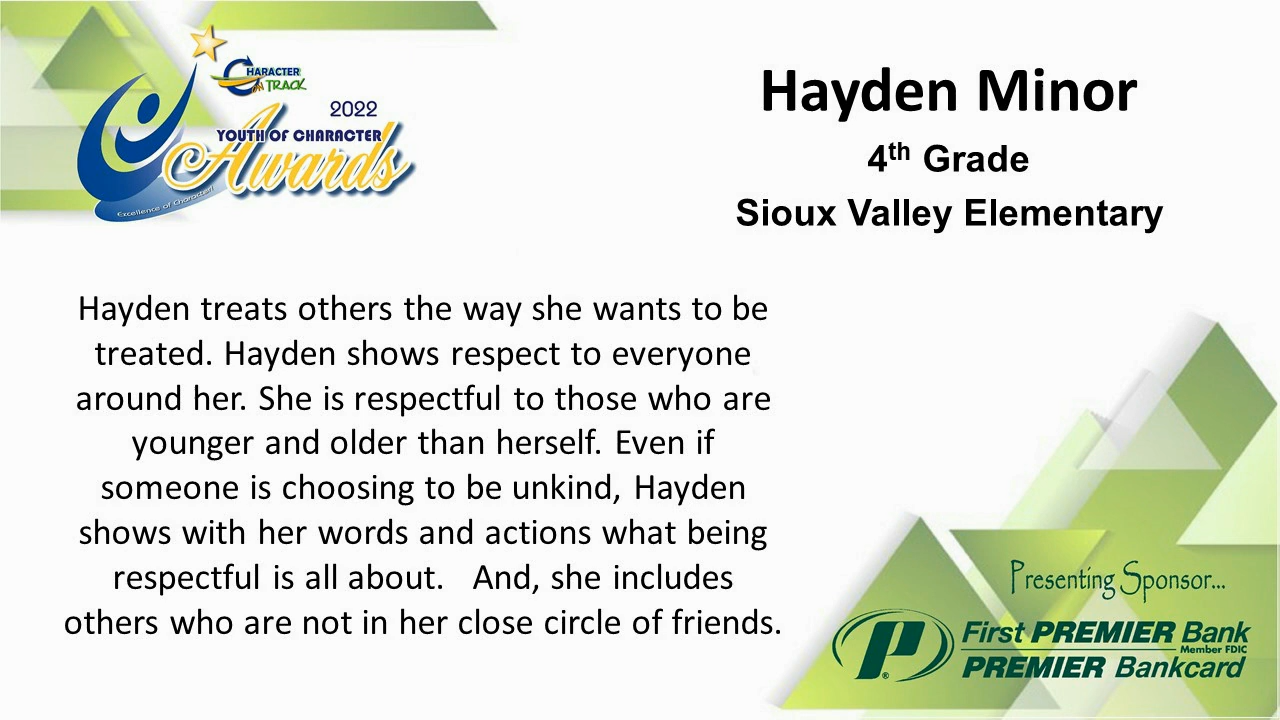 CHARACTER
ON TRACK
2022
YOUTH OF CHARACTER
Awards
Excellence of Character!
Hayden Minor
4th Grade
Sioux Valley Elementary
Hayden treats others the way she wants to be
treated. Hayden shows respect to everyone
around her. She is respectful to those who are
younger and older than herself. Even if
someone is choosing to be unkind, Hayden
shows with her words and actions what being
respectful is all about.   And, she includes
others who are not in her close circle of friends.
Presenting Sponsor...
P®
First PREMIER Bank
Member FDIC
PREMIER Bankcard